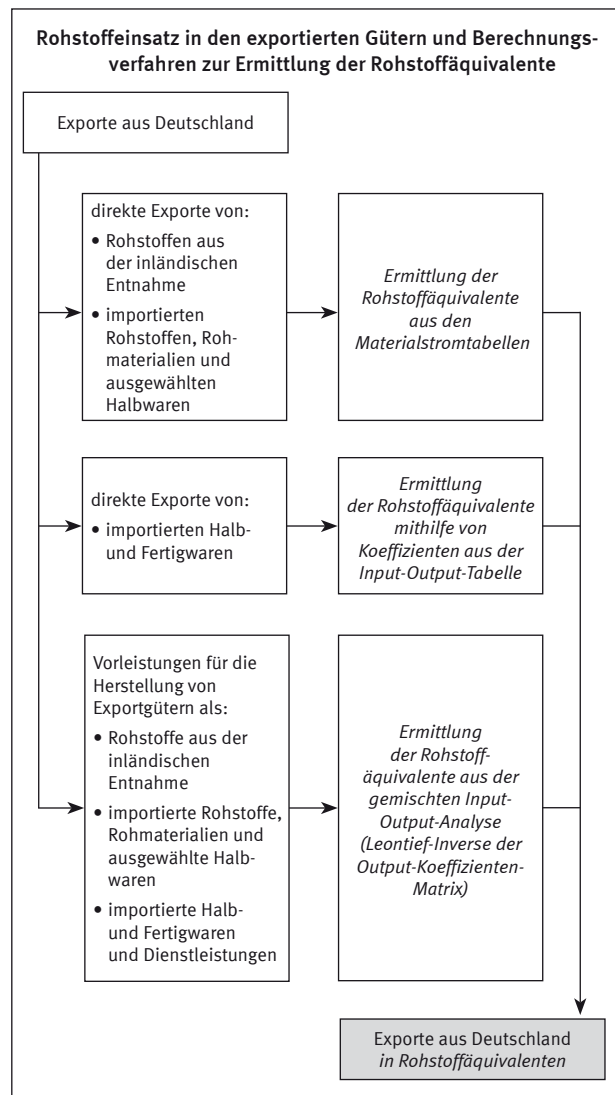 Rohstoffeinsatz in den exportierten Gütern und Berechnungs-
verfahren zur Ermittlung der Rohstoffäquivalente
Exporte aus Deutschland
direkte Exporte von:
• Rohstoffen aus
der inländischen
Entnahme
• importierten
Rohstoffen, Roh-
materialien und
ausgewählten
Halbwaren
Ermittlung der
Rohstoffäquivalente
aus den
Materialstromtabellen
direkte Exporte von:
• importierten Halb-
und Fertigwaren
Ermittlung
der Rohstoffäquivalente
mithilfe von
Koeffizienten aus der
Input-Output-Tabelle
Vorleistungen für die
Herstellung von
Exportgütern als:
• Rohstoffe aus der
inländischen
Entnahme
• importierte Rohstoffe,
Rohmaterialien und
ausgewählte Halb-
waren
• importierte Halb-
und Fertigwaren
und Dienstleistungen
Ermittlung
der Rohstoff-
äquivalente aus der
gemischten Input-
Output-Analyse
(Leontief-Inverse der
Output-Koeffizienten-
Matrix)
Exporte aus Deutschland
in Rohstoffäquivalenten